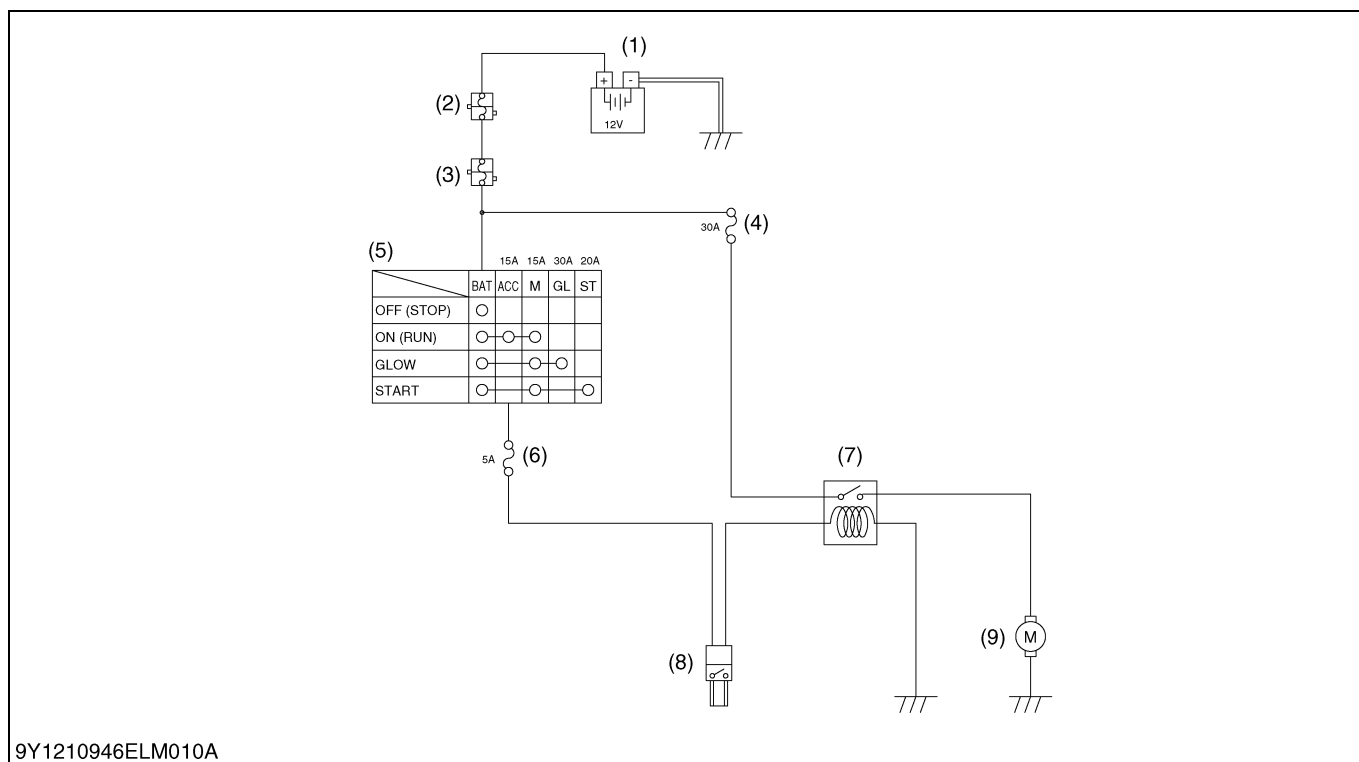 (1)
+ -
12V
(2)
(3)
30A (4)
(5)
15A 15A 30A 20A
BAT ACC M GL ST
OFF (STOP)
ON (RUN)
GLOW
START
5A (6)
(7)
(8)
(9) M
9Y1210946ELM010A